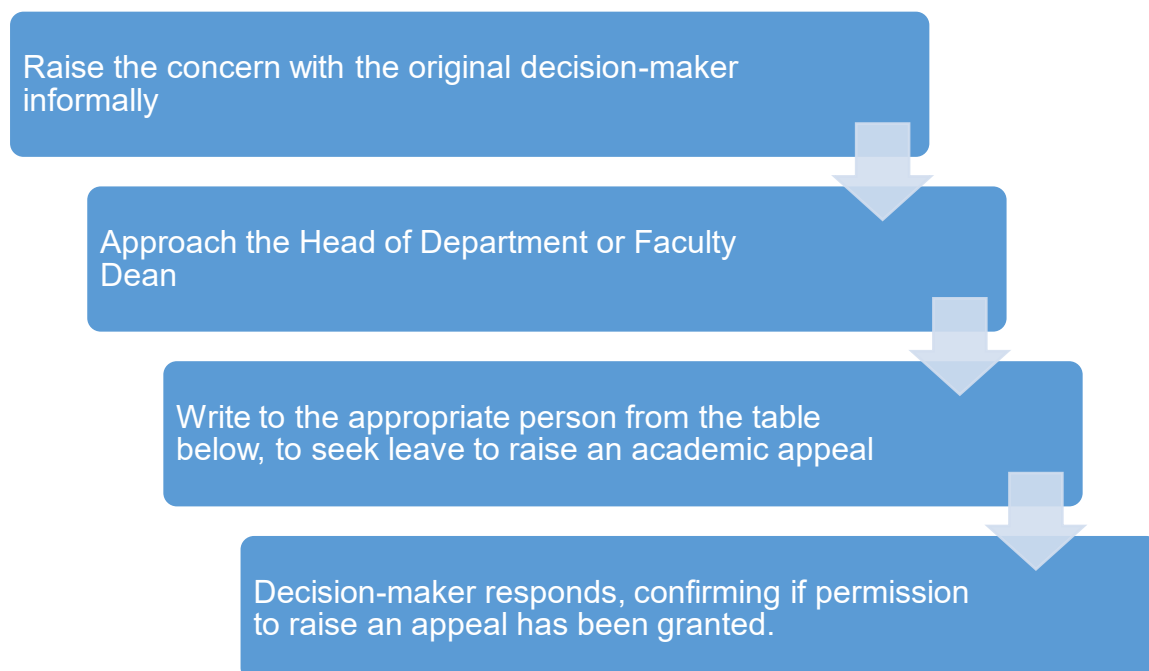 Raise the concern with the original decision-maker
informally
Approach the Head of Department or Faculty
Dean
Write to the appropriate person from the table
below, to seek leave to raise an academic appeal
Decision-maker responds, confirming if permission
to raise an appeal has been granted.